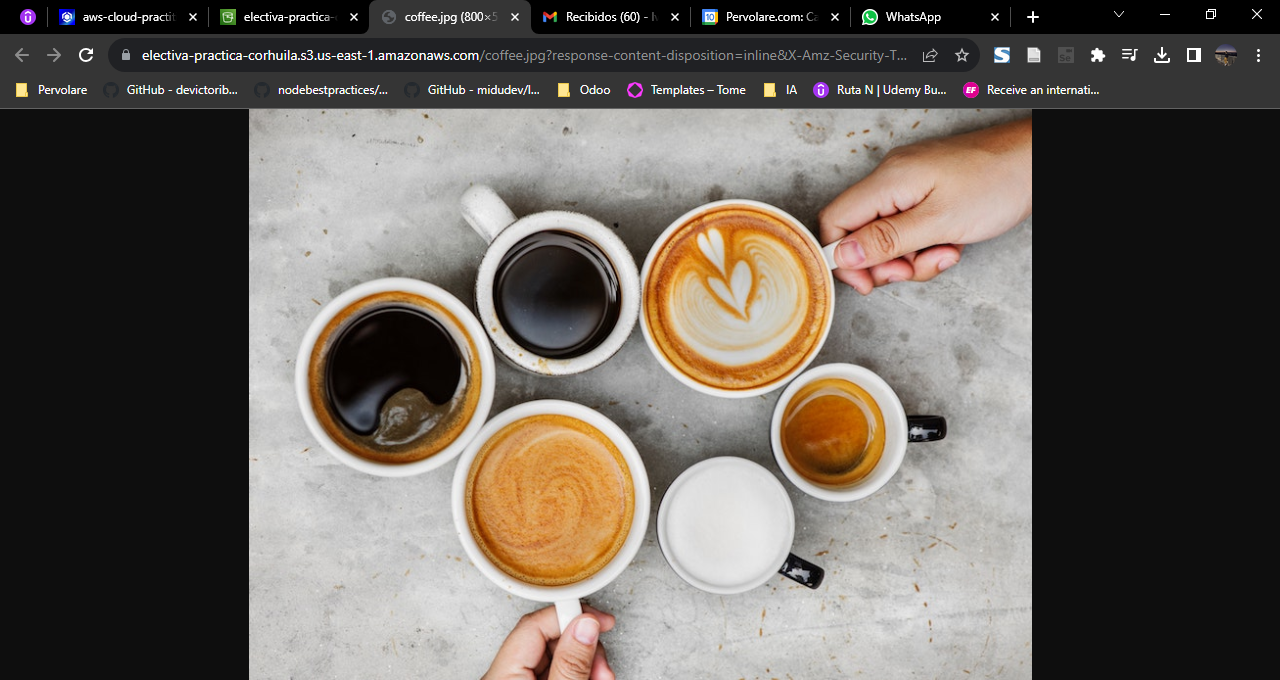 aws-cloud-practit
electiva-practica-c
coffee.jpg (800×5
Recibidos (60) - M
Pervolare.com: Ca
WhatsApp
electiva-practica-corhuila.s3.us-east-1.amazonaws.com/coffee.jpg?response-content-disposition=inline&X-Amz-Security-T...
Pervolare
GitHub - devictorib...
nodebestpractices/...
GitHub - midudev/l...
Odoo
Templates – Tome
IA
Ruta N | Udemy Bu...
EF
Receive an internati...